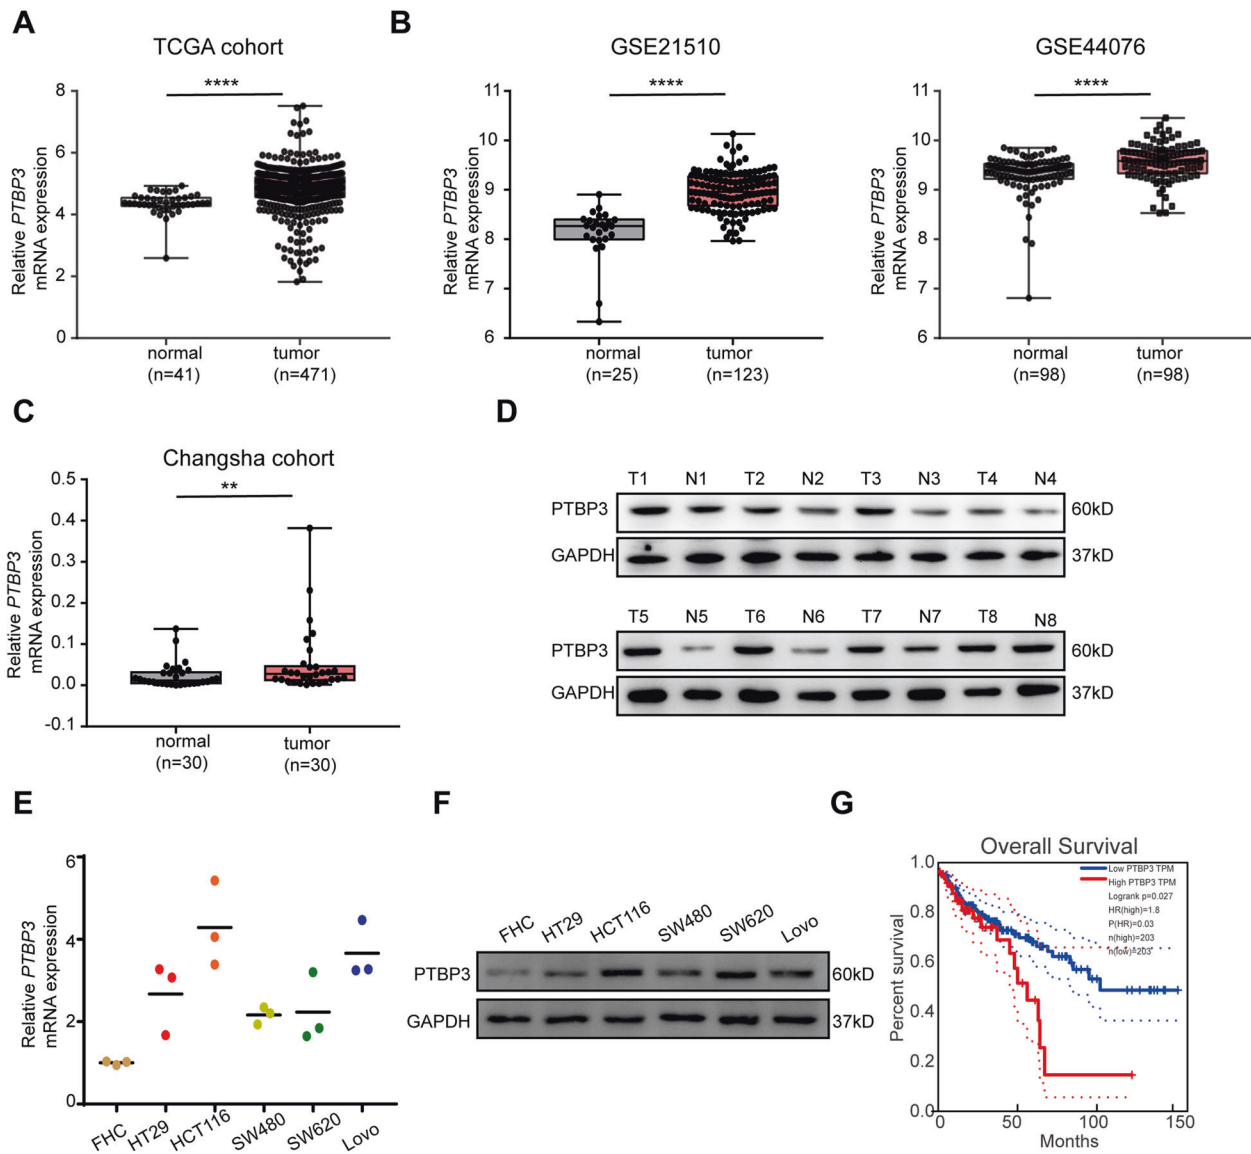 A
TCGA cohort
****
Relative PTBP3
mRNA expression
8
6
4
2
0
normal
(n=41)
tumor
(n=471)
B
GSE21510
****
Relative PTBP3
mRNA expression
11
10
9
8
7
6
normal
(n=25)
tumor
(n=123)
GSE44076
****
Relative PTBP3
mRNA expression
11
10
9
8
7
6
normal
(n=98)
tumor
(n=98)
C
Changsha cohort
**
Relative PTBP3
mRNA expression
0.5
0.4
0.3
0.2
0.1
0.0
-0.1
normal
(n=30)
tumor
(n=30)
D
T1 N1 T2 N2 T3 N3 T4 N4
PTBP3 60kD
GAPDH 37kD
T5 N5 T6 N6 T7 N7 T8 N8
PTBP3 60kD
GAPDH 37kD
E
Relative PTBP3
mRNA expression
6
4
2
0
FHC HT29 HCT116 SW480 SW620 Lovo
F
FHC HT29 HCT116 SW480 SW620 Lovo
PTBP3 60kD
GAPDH 37kD
G
Overall Survival
Low PTBP3 TPM
High PTBP3 TPM
Logrank p=0.027
HR(high)=1.8
P(HR)=0.03
n(high)=203
n(low)=203
Percent survival
1.0
0.8
0.6
0.4
0.2
0.0
0 50 100 150
Months